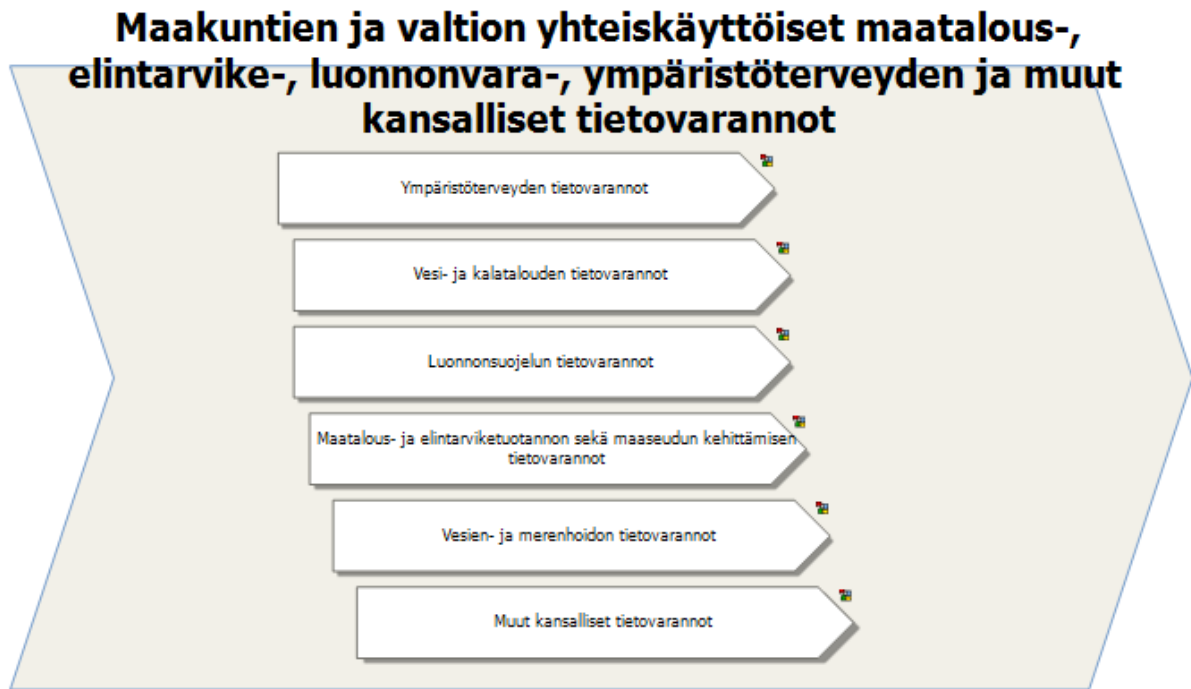 Maakuntien ja valtion yhteiskäyttöiset maatalous-,
elintarvike-, luonnonvara-, ympäristöterveyden ja muut
kansalliset tietovarannot
Ympäristöterveyden tietovarannot
Vesi- ja kalatalouden tietovarannot
Luonnonsuojelun tietovarannot
Maatalous- ja elintarviketuotannon sekä maaseudun kehittämisen
tietovarannot
Vesien- ja merenhoidon tietovarannot
Muut kansalliset tietovarannot